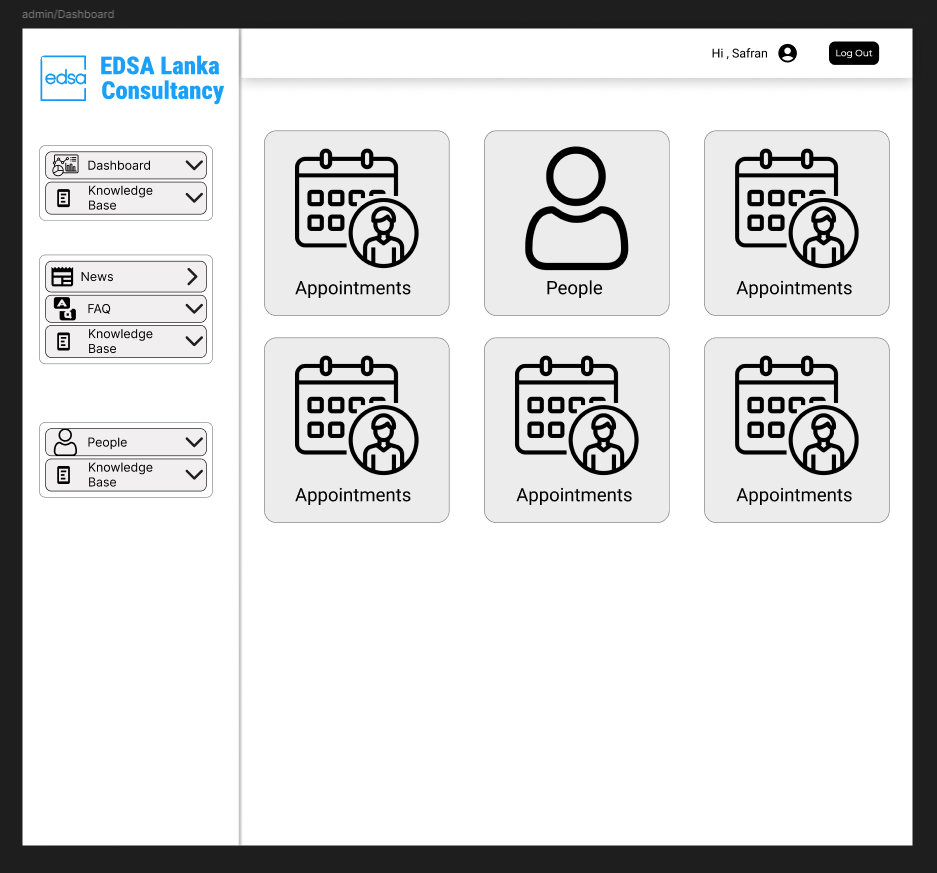 admin/Dashboard
edsa
EDSA Lanka
Consultancy
Hi , Safran
Log Out
Dashboard
Knowledge
Base
News
FAQ
Knowledge
Base
People
Knowledge
Base
Appointments
People
Appointments
Appointments
Appointments
Appointments